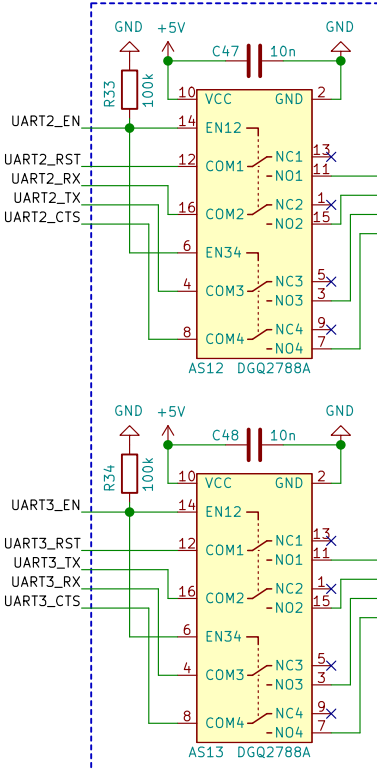 GND +5V GND
C47 10n
R33 100k
10 VCC GND 2
UART2_EN 14 EN12
NC1 13
UART2_RST 12 COM1 NO1 11
UART2_RX
UART2_TX 16 COM2 NC2 1
UART2_CTS NO2 15
6 EN34
NC3 5
4 COM3 NO3 3
NC4 9
8 COM4 NO4 7
AS12 DGQ2788A
GND +5V GND
C48 10n
R34 100k
10 VCC GND 2
UART3_EN 14 EN12
NC1 13
UART3_RST 12 COM1 NO1 11
UART3_TX
UART3_RX 16 COM2 NC2 1
UART3_CTS NO2 15
6 EN34
NC3 5
4 COM3 NO3 3
NC4 9
8 COM4 NO4 7
AS13 DGQ2788A